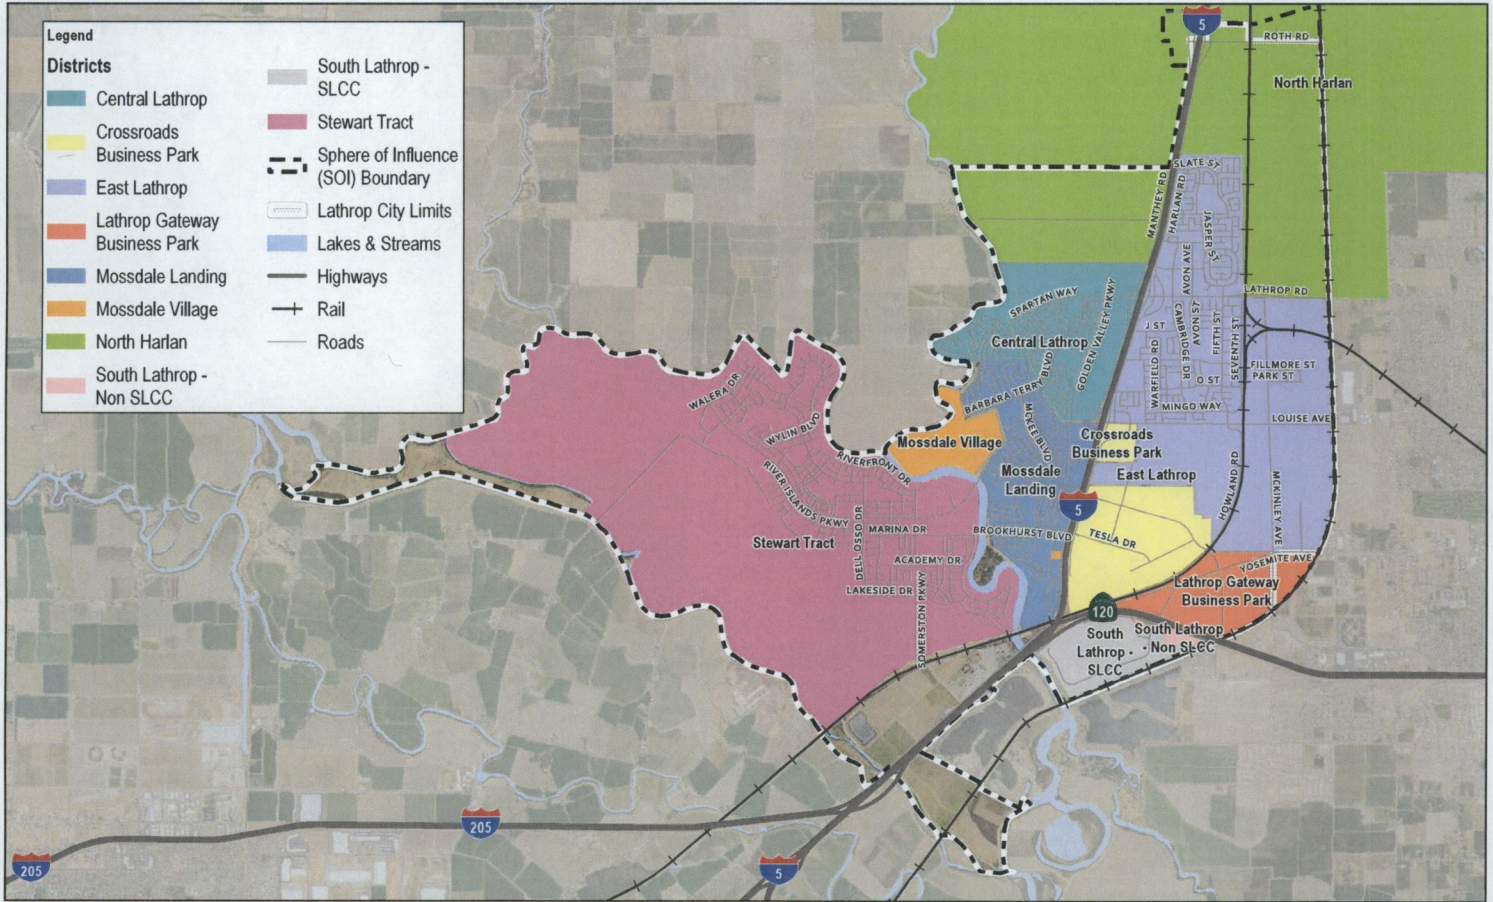 Legend
Districts
Central Lathrop
Crossroads
Business Park
East Lathrop
Lathrop Gateway
Business Park
Mossdale Landing
Mossdale Village
North Harlan
South Lathrop -
Non SLCC
South Lathrop -
SLCC
Stewart Tract
Sphere of Influence
(SOI) Boundary
Lathrop City Limits
Lakes & Streams
Highways
Rail
Roads
5
ROTH RD
North Harlan
SLATE ST
MANTHEY RD
HARLAN RD
JASPER ST
AVON AVE
LATHROP RD
SPARTAN WAY
GOLDEN VALLEY PKWY
CAMBRIDGE DR
AVON ST
FIFTH ST
SEVENTH ST
J ST
Central Lathrop
WARFIELD RD
FILLMORE ST
PARK ST
O ST
BARBARA TERRY BLVD
MINGO WAY
LOUISE AVE
WALERA DR
WYLIN BLVD
MCKEE BLVD
Mossdale Village
Crossroads
Business Park
RIVERFRONT DR
Mossdale
Landing
East Lathrop
RIVER ISLANDS PKWY
HOWLAND RD
MCKINLEY AVE
5
MARINA DR
BROOKHURST BLVD
TESLA DR
Stewart Tract
DELL OSSO DR
ACADEMY DR
YOSEMITE AVE
LAKESIDE DR
SOMERSTON PKWY
Lathrop Gateway
Business Park
120
South
Lathrop -
SLCC
South Lathrop
- Non SLCC
205
205
5